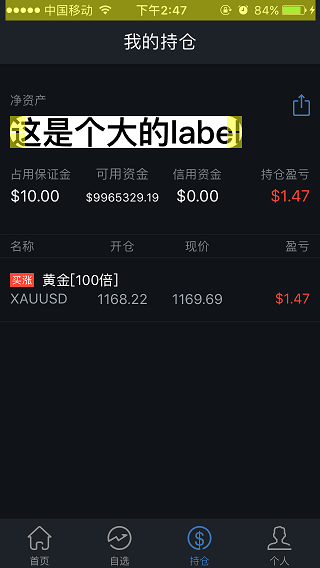 中国移动 下午2:47 84%
我的持仓
净资产
这是个大的label
占用保证金 可用资金 信用资金 持仓盈亏
$10.00 $9965329.19 $0.00 $1.47
名称 开仓 现价 盈亏
买涨 黄金[100倍]
XAUUSD 1168.22 1169.69 $1.47
首页 自选 持仓 个人